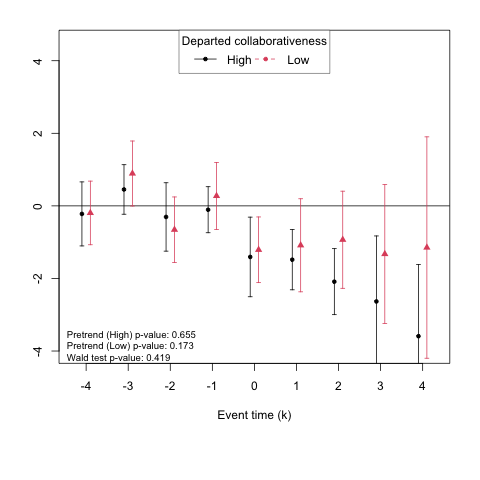 Departed collaborativeness
High Low
4
2
0
-2
-4
Pretrend (High) p-value: 0.655
Pretrend (Low) p-value: 0.173
Wald test p-value: 0.419
-4 -3 -2 -1 0 1 2 3 4
Event time (k)